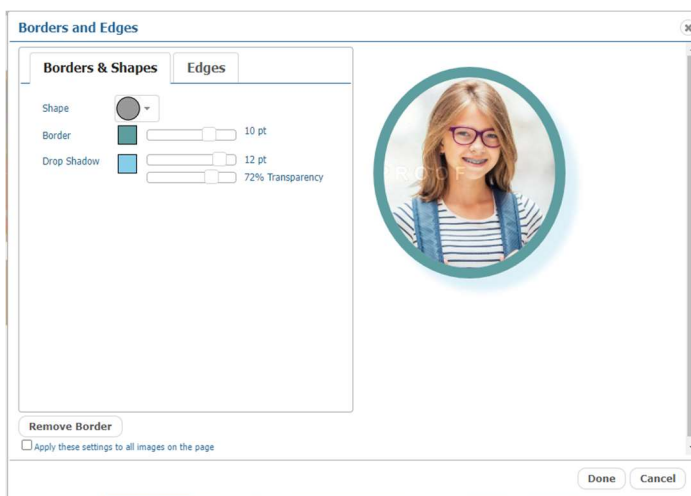 Borders and Edges
Borders & Shapes Edges
Shape
Border 10 pt
Drop Shadow 12 pt
72% Transparency
ROOF
Remove Border
Apply these settings to all images on the page
Done Cancel